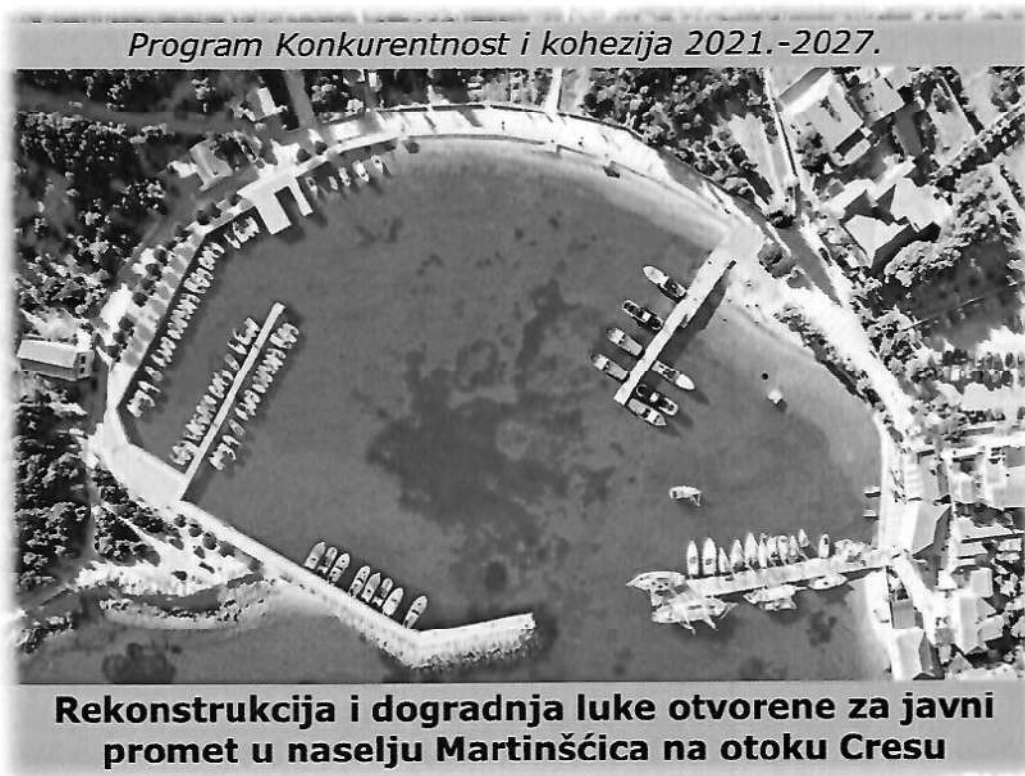 Program Konkurentnost i kohezija 2021.-2027.
Rekonstrukcija i dogradnja luke otvorene za javni
promet u naselju Martinšćica na otoku Cresu